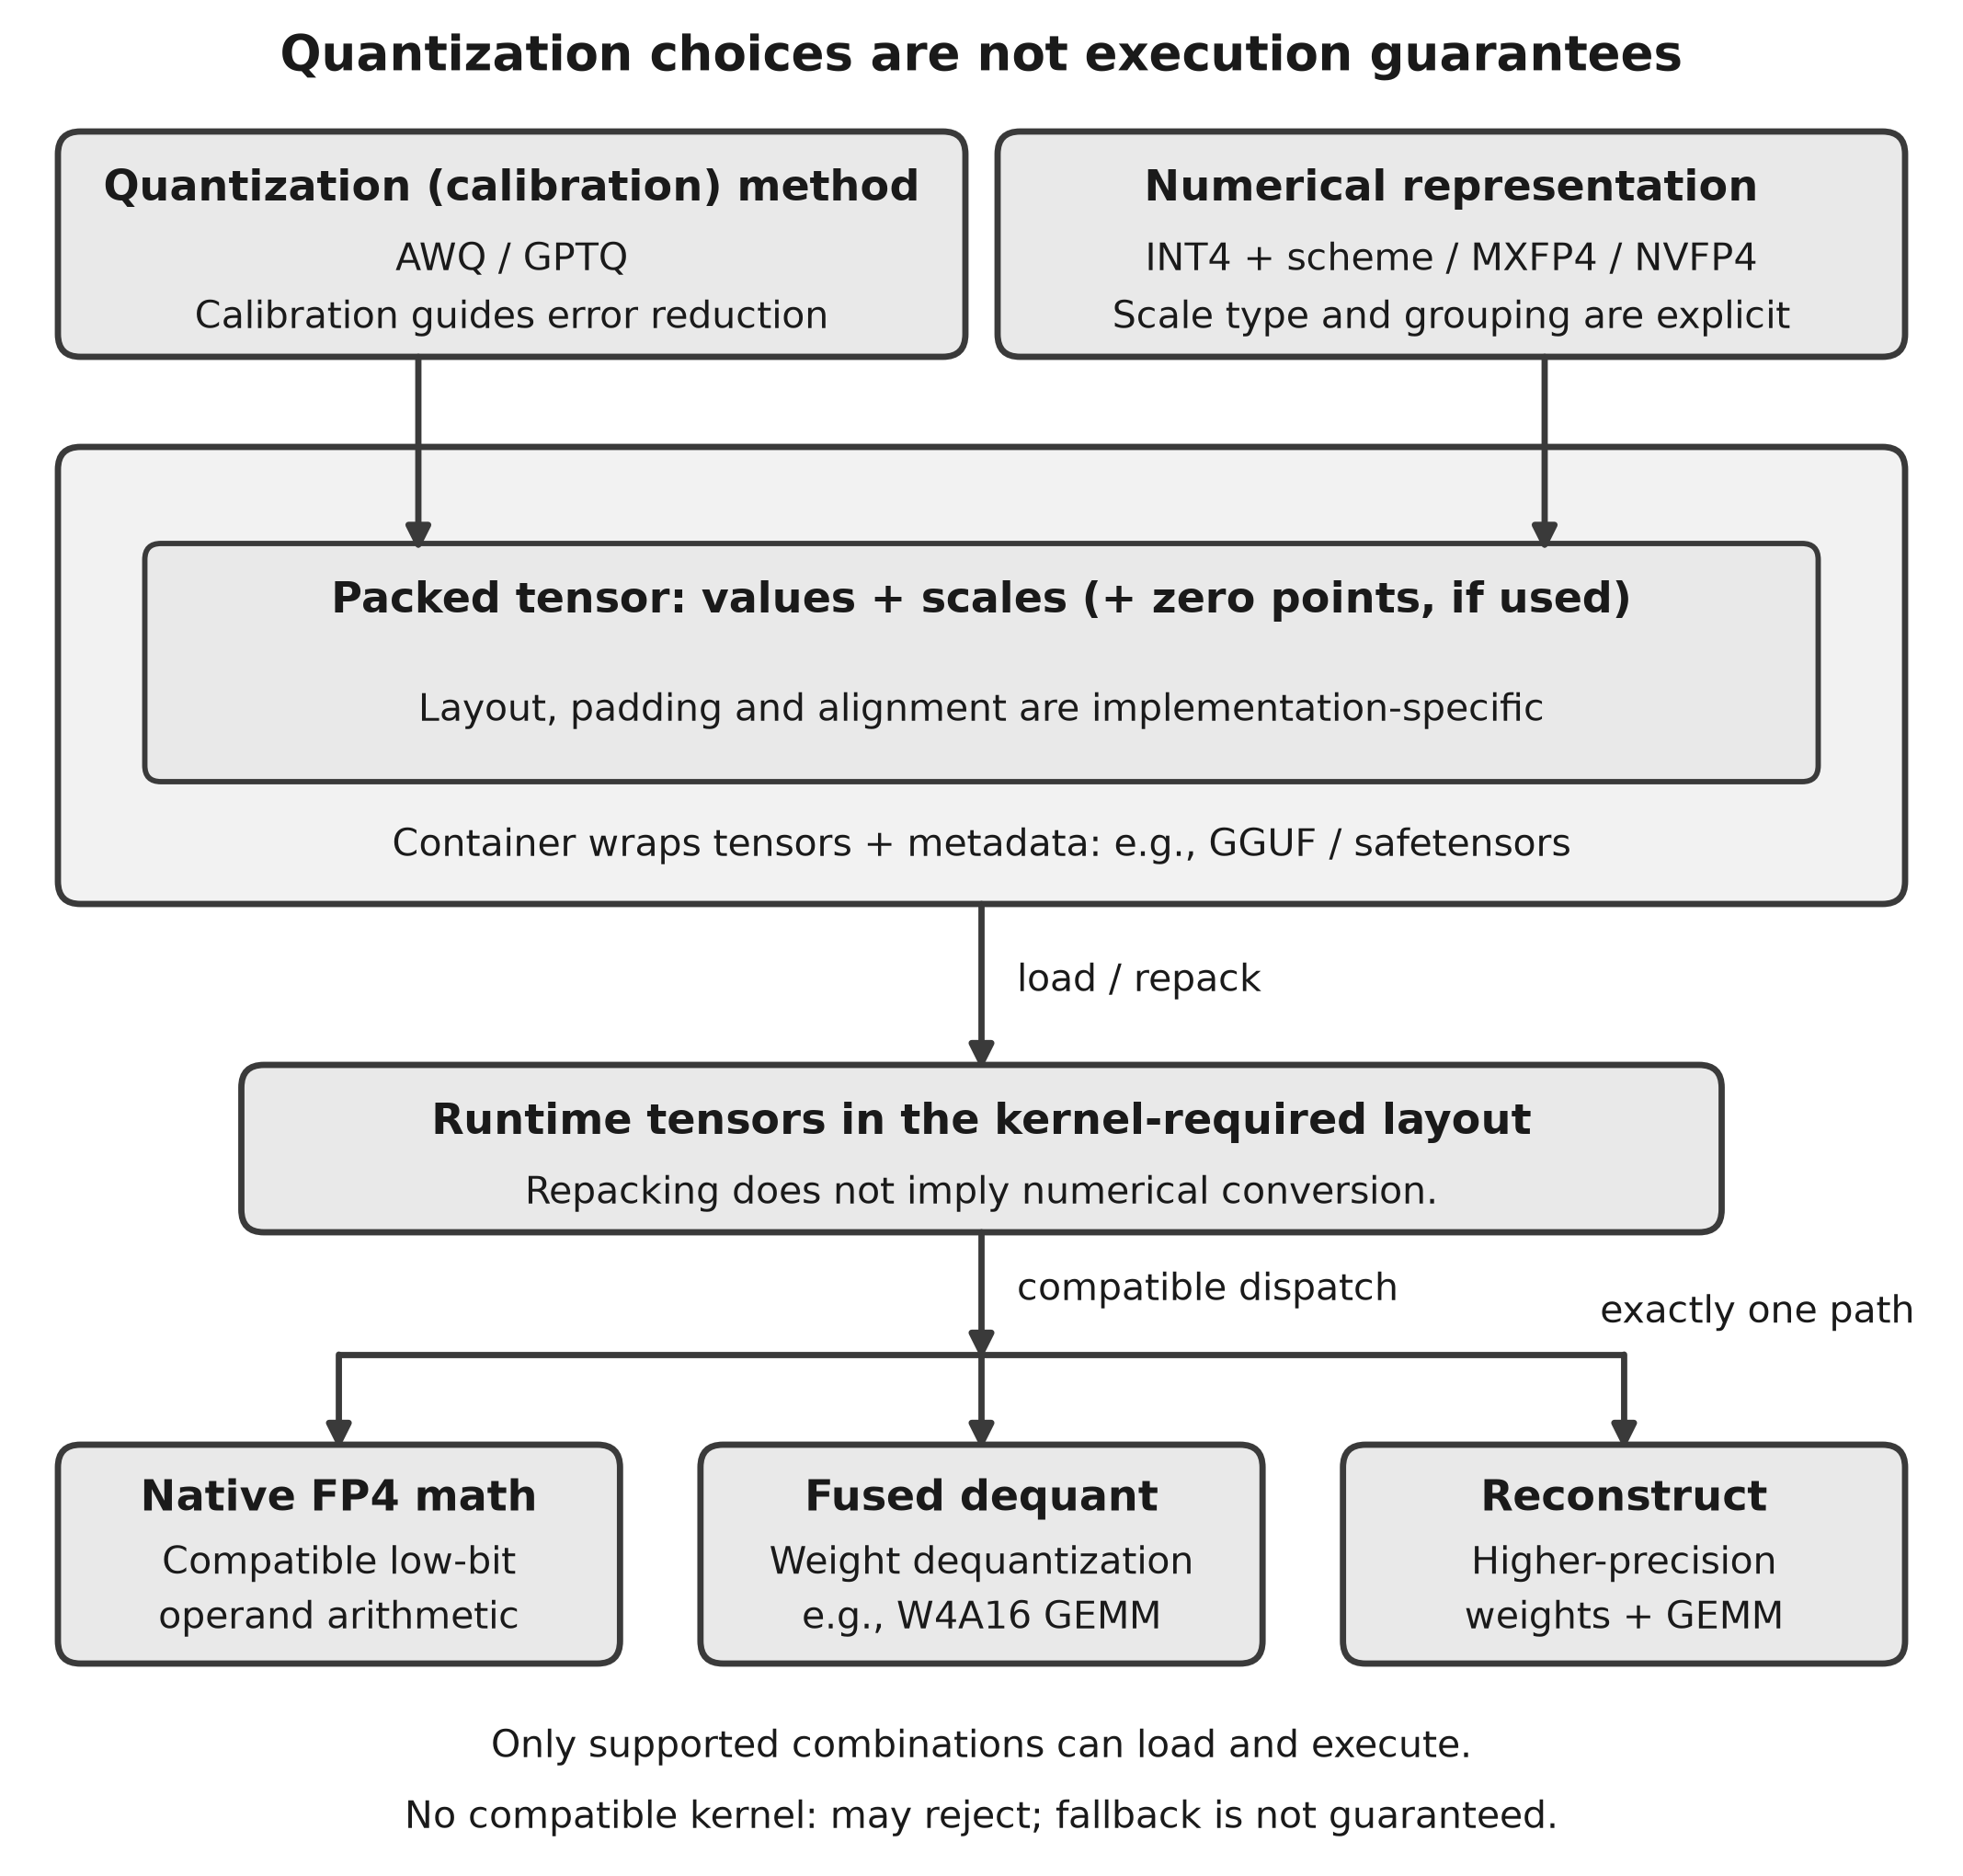 Quantization choices are not execution guarantees
Quantization (calibration) method
AWQ / GPTQ
Calibration guides error reduction
Numerical representation
INT4 + scheme / MXFP4 / NVFP4
Scale type and grouping are explicit
Packed tensor: values + scales (+ zero points, if used)
Layout, padding and alignment are implementation-specific
Container wraps tensors + metadata: e.g., GGUF / safetensors
load / repack
Runtime tensors in the kernel-required layout
Repacking does not imply numerical conversion.
compatible dispatch
exactly one path
Native FP4 math
Compatible low-bit
operand arithmetic
Fused dequant
Weight dequantization
e.g., W4A16 GEMM
Reconstruct
Higher-precision
weights + GEMM
Only supported combinations can load and execute.
No compatible kernel: may reject; fallback is not guaranteed.